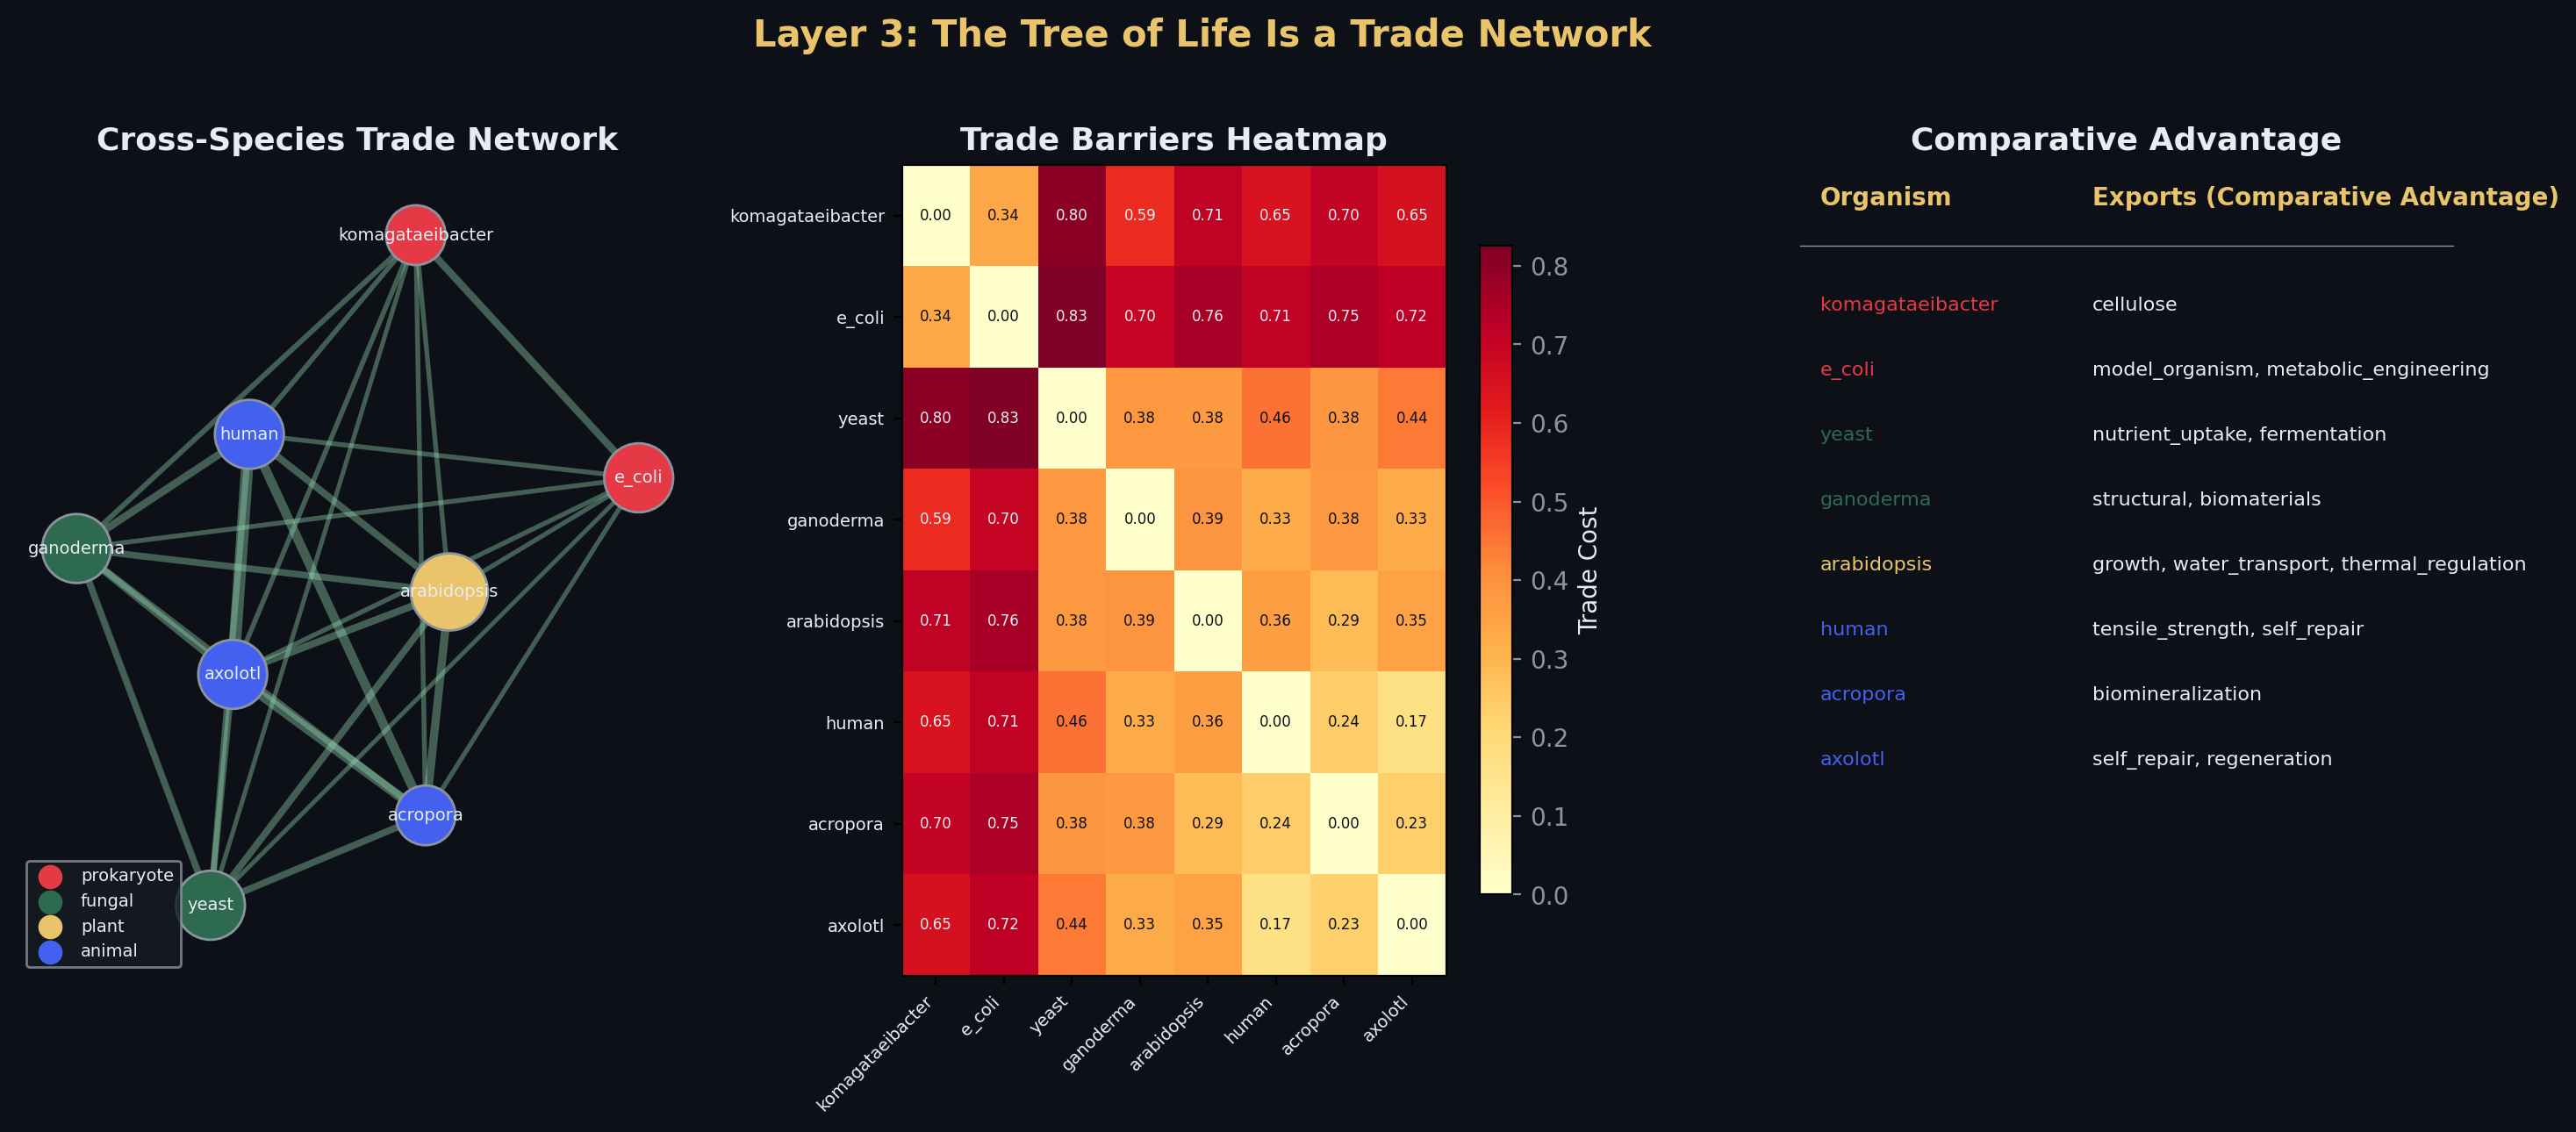 Layer 3: The Tree of Life Is a Trade Network
Cross-Species Trade Network
komagataeibacter
human
e_coli
ganoderma
arabidopsis
axolotl
acropora
yeast
prokaryote
fungal
plant
animal
Trade Barriers Heatmap
komagataeibacter 0.00 0.34 0.80 0.59 0.71 0.65 0.70 0.65
e_coli 0.34 0.00 0.83 0.70 0.76 0.71 0.75 0.72
yeast 0.80 0.83 0.00 0.38 0.38 0.46 0.38 0.44
ganoderma 0.59 0.70 0.38 0.00 0.39 0.33 0.38 0.33
arabidopsis 0.71 0.76 0.38 0.39 0.00 0.36 0.29 0.35
human 0.65 0.71 0.46 0.33 0.36 0.00 0.24 0.17
acropora 0.70 0.75 0.38 0.38 0.29 0.24 0.00 0.23
axolotl 0.65 0.72 0.44 0.33 0.35 0.17 0.23 0.00
komagataeibacter
e_coli
yeast
ganoderma
arabidopsis
human
acropora
axolotl
0.8
0.7
0.6
0.5
0.4
0.3
0.2
0.1
0.0
Trade Cost
Comparative Advantage
Organism Exports (Comparative Advantage)
komagataeibacter cellulose
e_coli model_organism, metabolic_engineering
yeast nutrient_uptake, fermentation
ganoderma structural, biomaterials
arabidopsis growth, water_transport, thermal_regulation
human tensile_strength, self_repair
acropora biomineralization
axolotl self_repair, regeneration